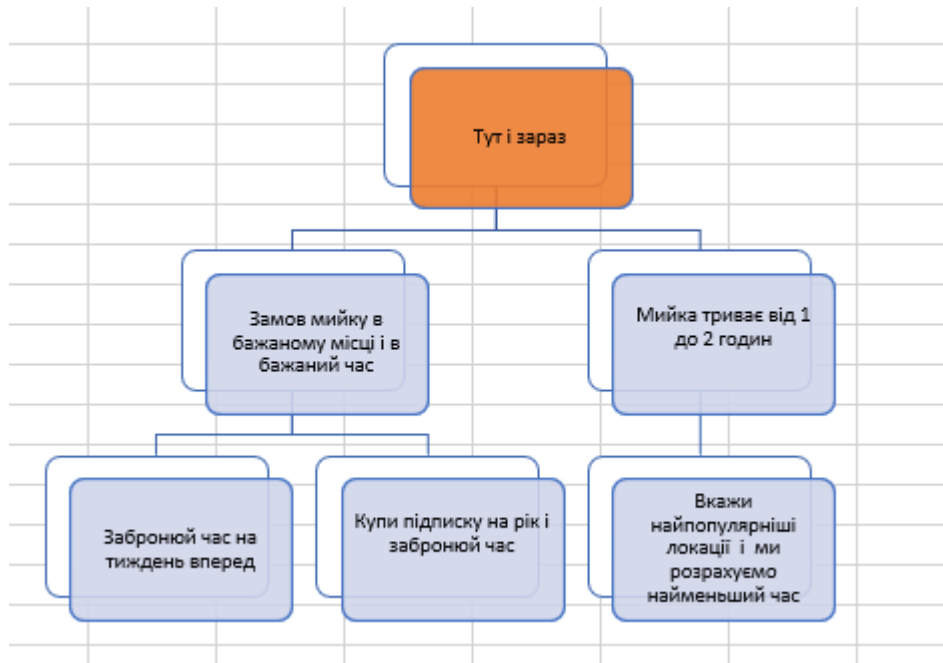 Тут і зараз
Замов мийку в
бажаному місці і в
бажаний час
Мийка триває від 1
до 2 годин
Забронюй час на
тиждень вперед
Купи підписку на рік і
забронюй час
Вкажи
найпопулярніші
локації і ми
розрахуємо
найменьший час